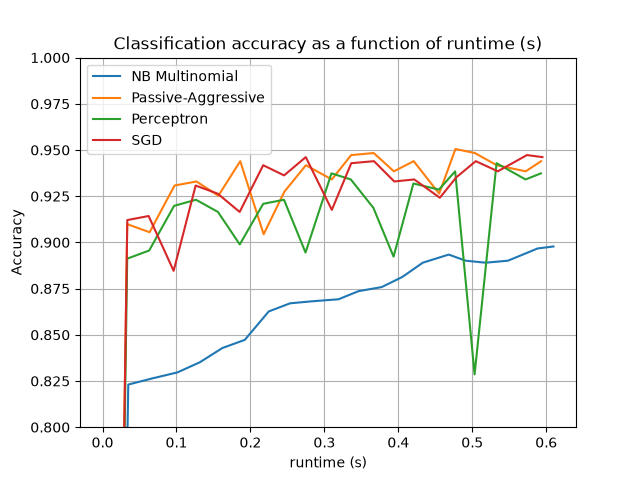 Classification accuracy as a function of runtime (s)
1.000
0.975
0.950
0.925
0.900
0.875
0.850
0.825
0.800
Accuracy
NB Multinomial
Passive-Aggressive
Perceptron
SGD
0.0 0.1 0.2 0.3 0.4 0.5 0.6
runtime (s)